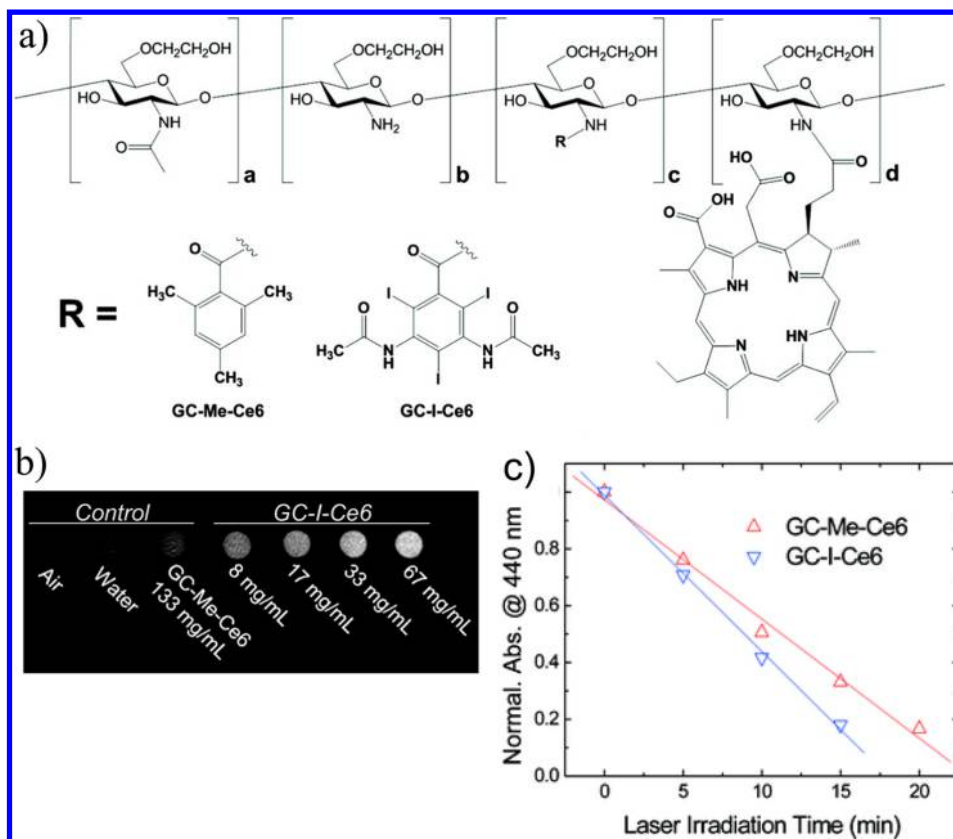 a)
OCH2CH2OH
OCH2CH2OH
OCH2CH2OH
OCH2CH2OH
O
O
O
O
O
O
O
O
HO
HO
HO
HO
NH
NH2
NH
NH
O
R
O
a
b
c
d
HO
O
OH
O
NH
N
N
HN
R =
O
CH3
CH3
CH3
GC-Me-Ce6
O
I
I
O
O
CH3
N
H
N
H
CH3
I
GC-I-Ce6
b)
Control
GC-I-Ce6
Air
Water
GC-Me-Ce6
133 mg/mL
8 mg/mL
17 mg/mL
33 mg/mL
67 mg/mL
c)
Normal. Abs. @ 440 nm
0.8
0.6
0.4
0.2
0.0
GC-Me-Ce6
GC-I-Ce6
0 5 10 15 20
Laser Irradiation Time (min)